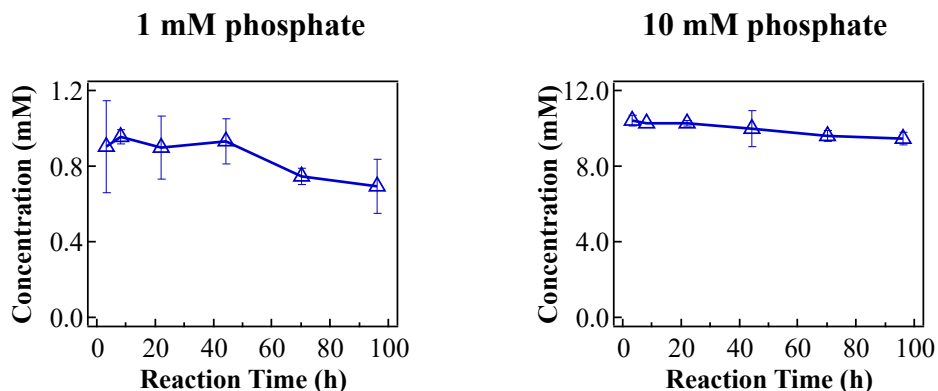 1 mM phosphate
10 mM phosphate
Concentration (mM)
1.2
0.8
0.4
0.0
0 20 40 60 80 100
Reaction Time (h)
Concentration (mM)
12.0
8.0
4.0
0.0
0 20 40 60 80 100
Reaction Time (h)